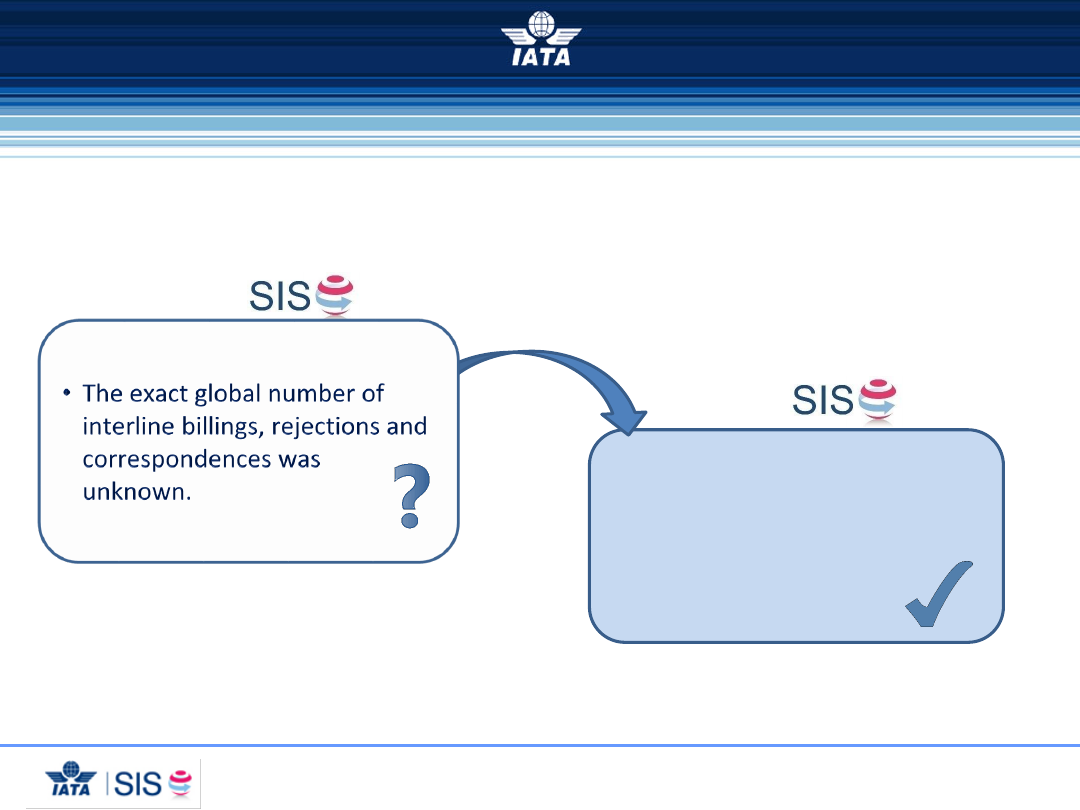 IATA
SIS
• The exact global number of
interline billings, rejections and
correspondences was
unknown.
?
SIS
IATA | SIS